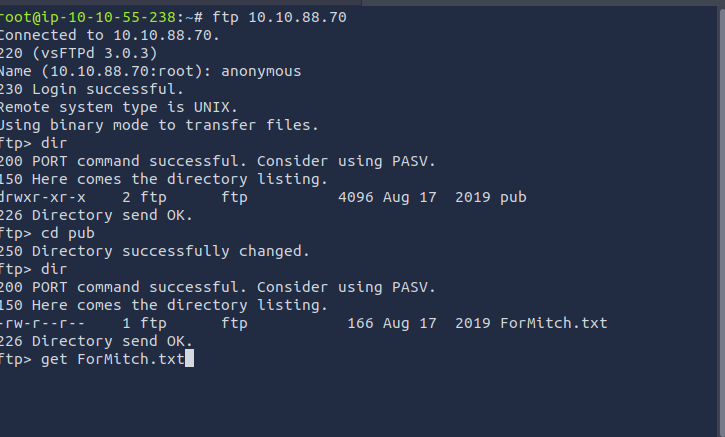 root@ip-10-10-55-238:~# ftp 10.10.88.70
Connected to 10.10.88.70.
220 (vsFTPd 3.0.3)
Name (10.10.88.70:root): anonymous
230 Login successful.
Remote system type is UNIX.
Using binary mode to transfer files.
ftp> dir
200 PORT command successful. Consider using PASV.
150 Here comes the directory listing.
drwxr-xr-x    2 ftp      ftp          4096 Aug 17  2019 pub
226 Directory send OK.
ftp> cd pub
250 Directory successfully changed.
ftp> dir
200 PORT command successful. Consider using PASV.
150 Here comes the directory listing.
-rw-r--r--    1 ftp      ftp           166 Aug 17  2019 ForMitch.txt
226 Directory send OK.
ftp> get ForMitch.txt